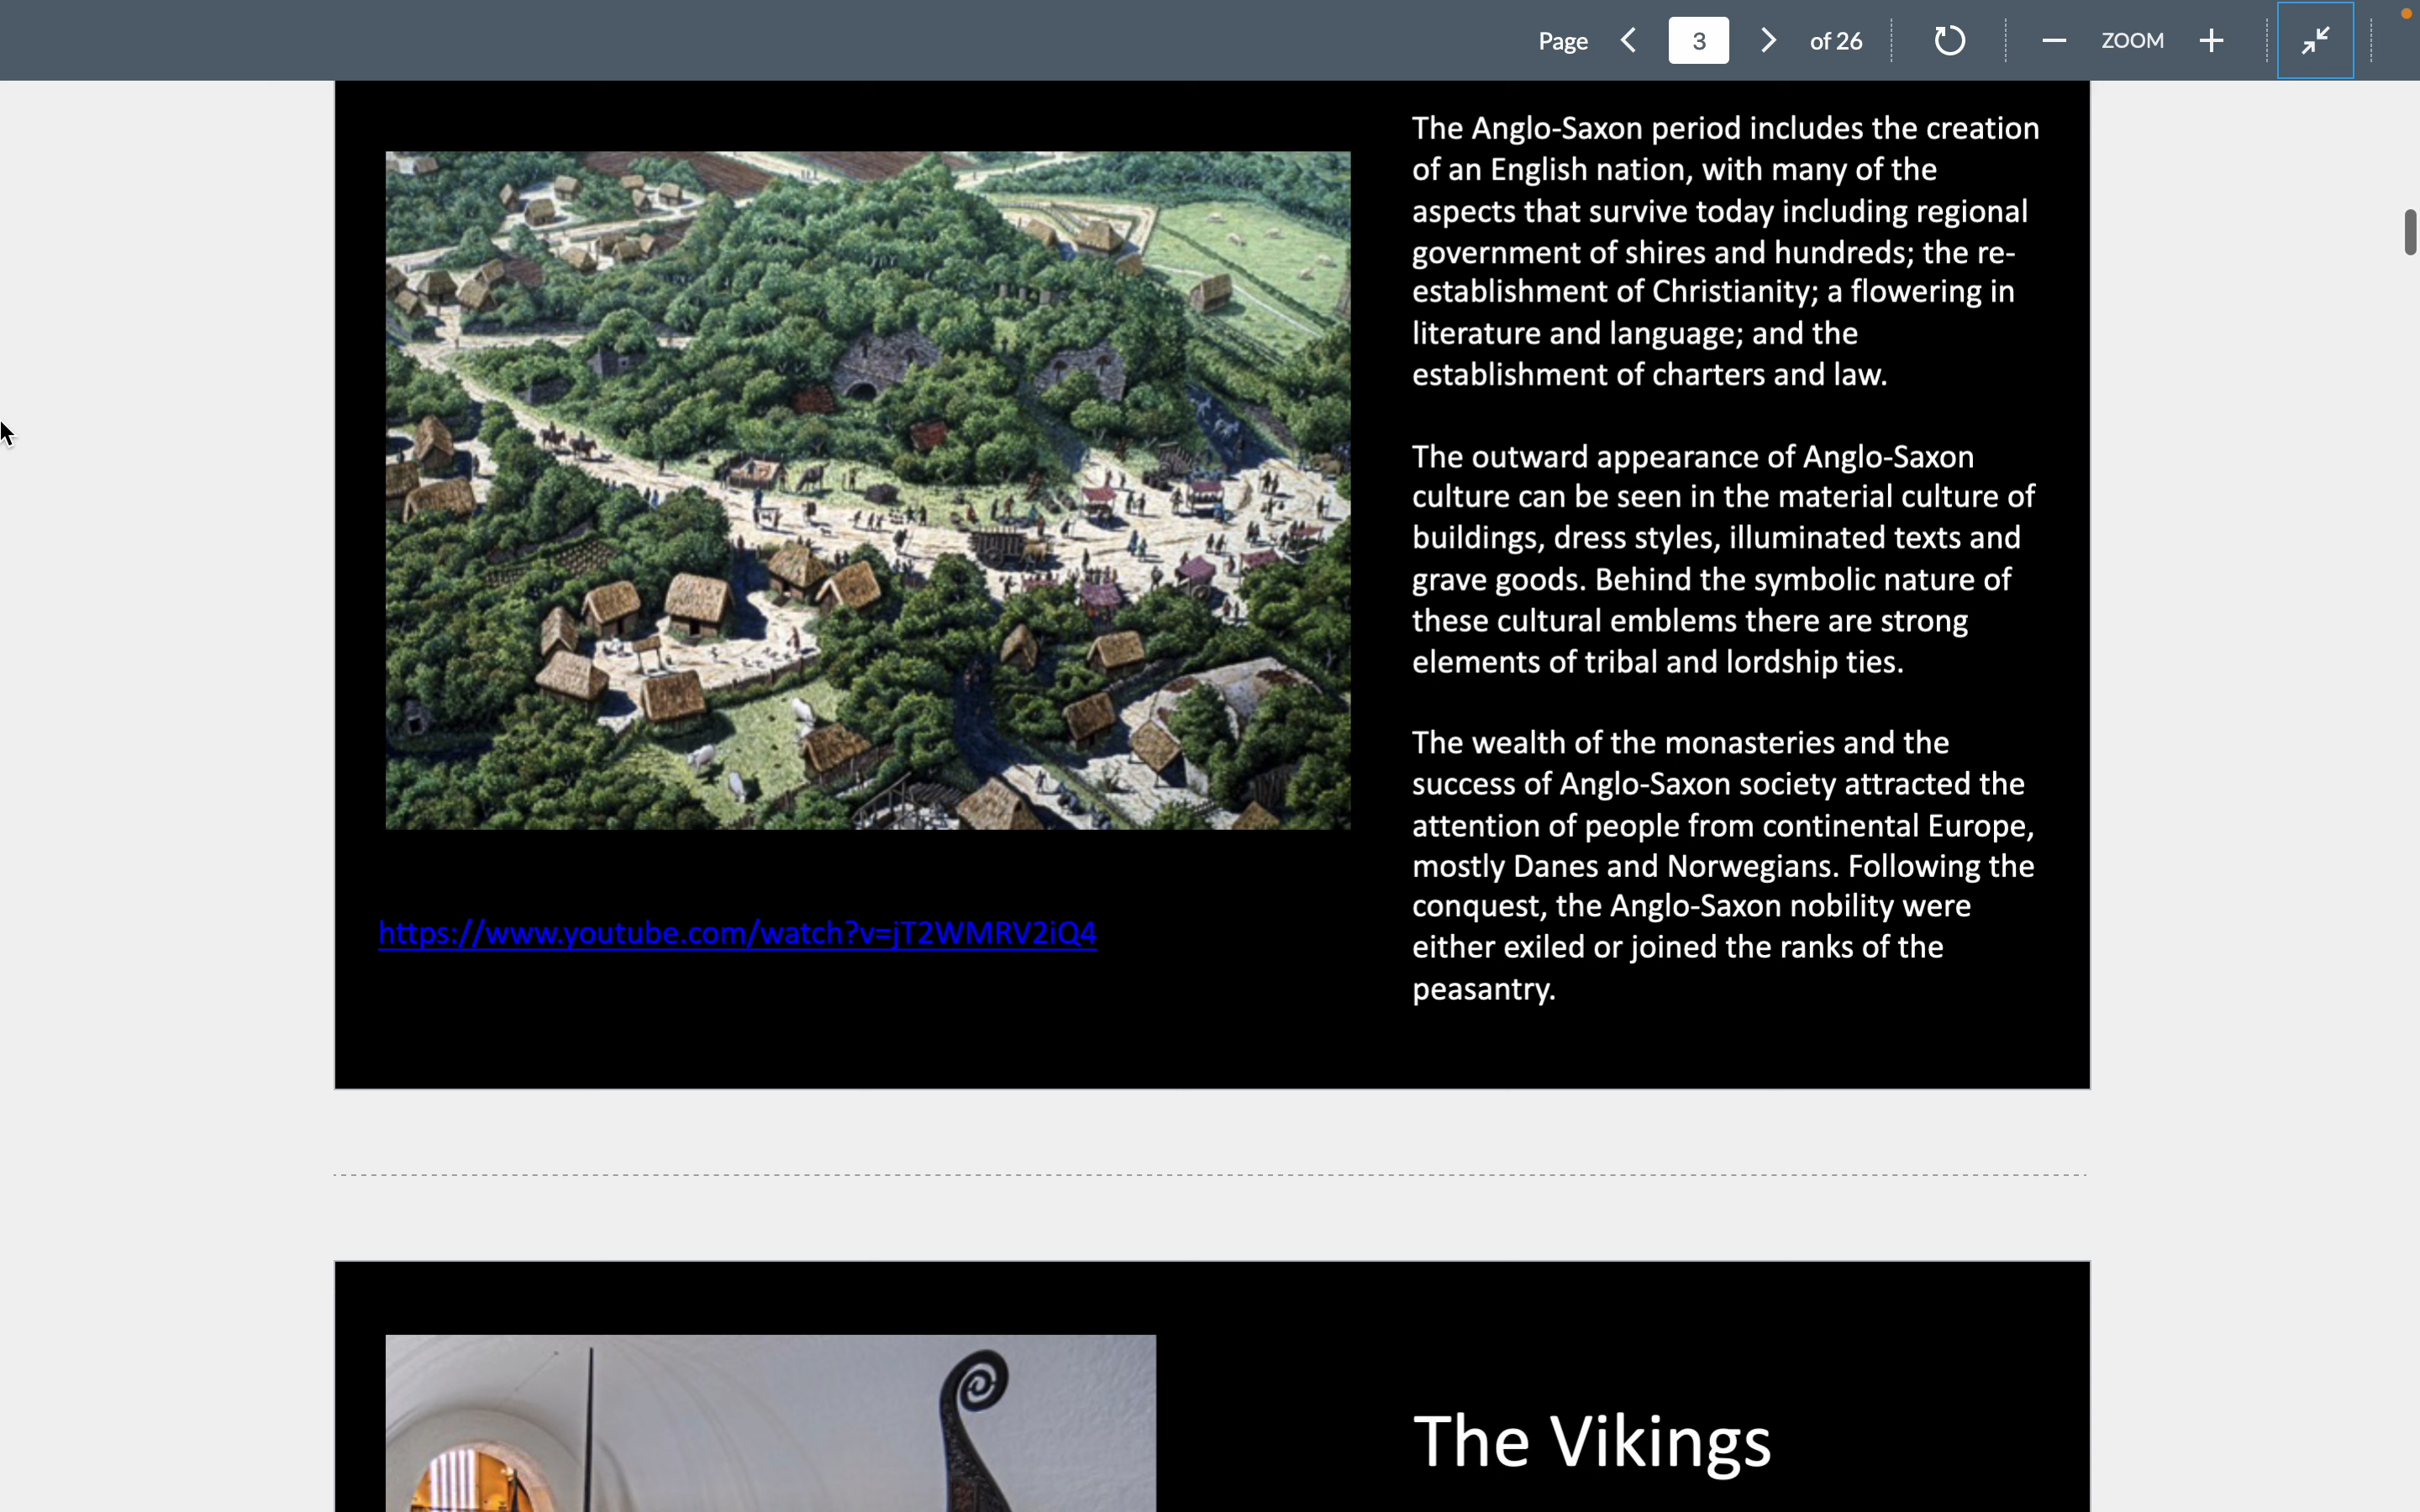 Page 3 of 26 ZOOM
The Anglo-Saxon period includes the creation
of an English nation, with many of the
aspects that survive today including regional
government of shires and hundreds; the re-
establishment of Christianity; a flowering in
literature and language; and the
establishment of charters and law.
The outward appearance of Anglo-Saxon
culture can be seen in the material culture of
buildings, dress styles, illuminated texts and
grave goods. Behind the symbolic nature of
these cultural emblems there are strong
elements of tribal and lordship ties.
The wealth of the monasteries and the
success of Anglo-Saxon society attracted the
attention of people from continental Europe,
mostly Danes and Norwegians. Following the
conquest, the Anglo-Saxon nobility were
either exiled or joined the ranks of the
peasantry.
https://www.youtube.com/watch?v=jT2WMRV2iQ4
The Vikings